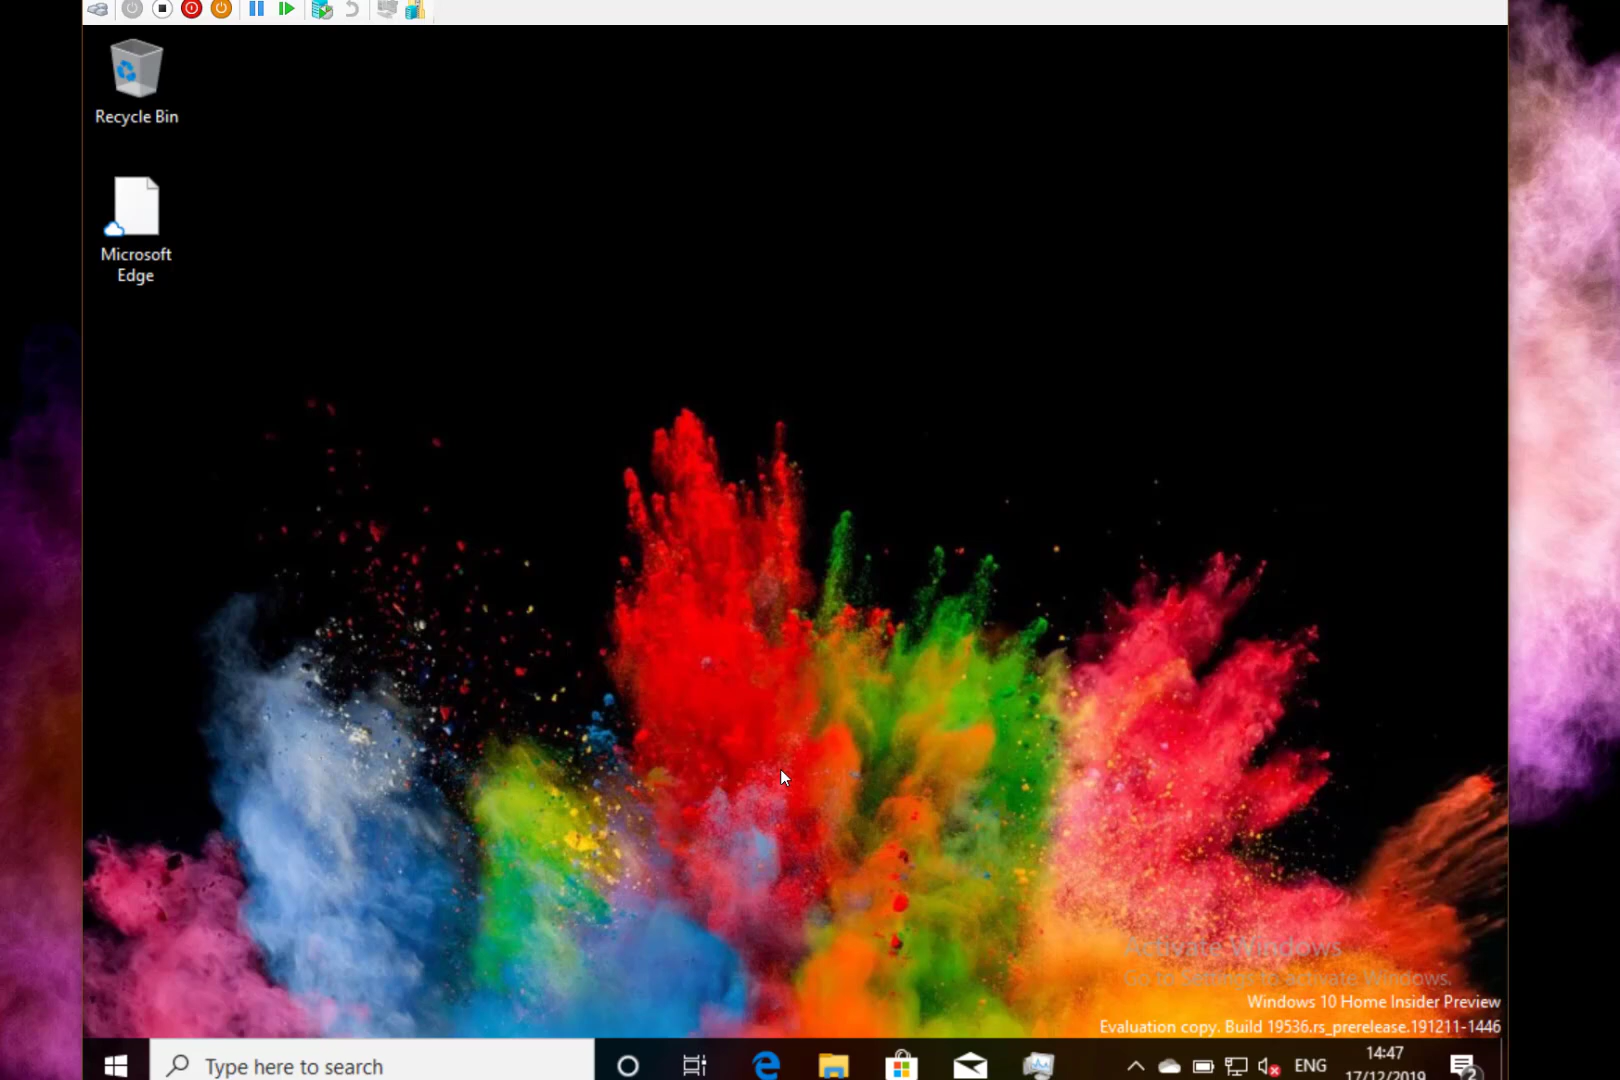 Recycle Bin
Microsoft
Edge
Activate Windows
Go to Settings to activate Windows.
Windows 10 Home Insider Preview
Evaluation copy. Build 19536.rs_prerelease.191211-1446
Type here to search
ENG
14:47
17/12/2019
2